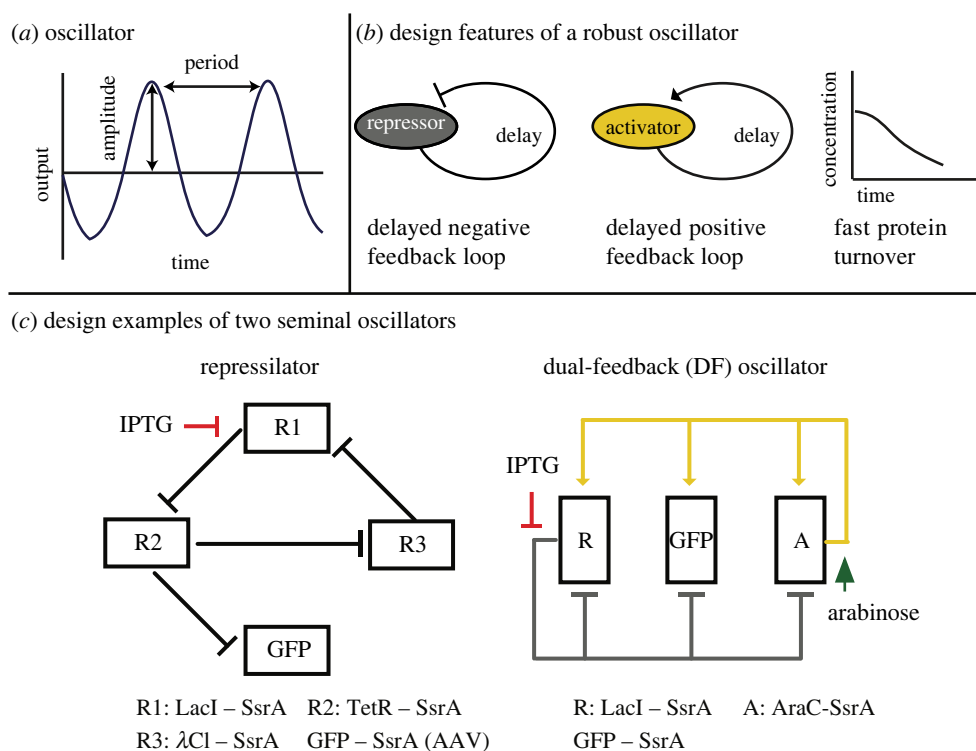 (a) oscillator
period
amplitude
output
time
(b) design features of a robust oscillator
repressor
delay
delayed negative
feedback loop
activator
delay
delayed positive
feedback loop
concentration
time
fast protein
turnover
(c) design examples of two seminal oscillators
repressilator
IPTG
R1
R2
R3
GFP
R1: LacI – SsrA R2: TetR – SsrA
R3: λCl – SsrA GFP – SsrA (AAV)
dual-feedback (DF) oscillator
IPTG
R
GFP
A
arabinose
R: LacI – SsrA A: AraC-SsrA
GFP – SsrA